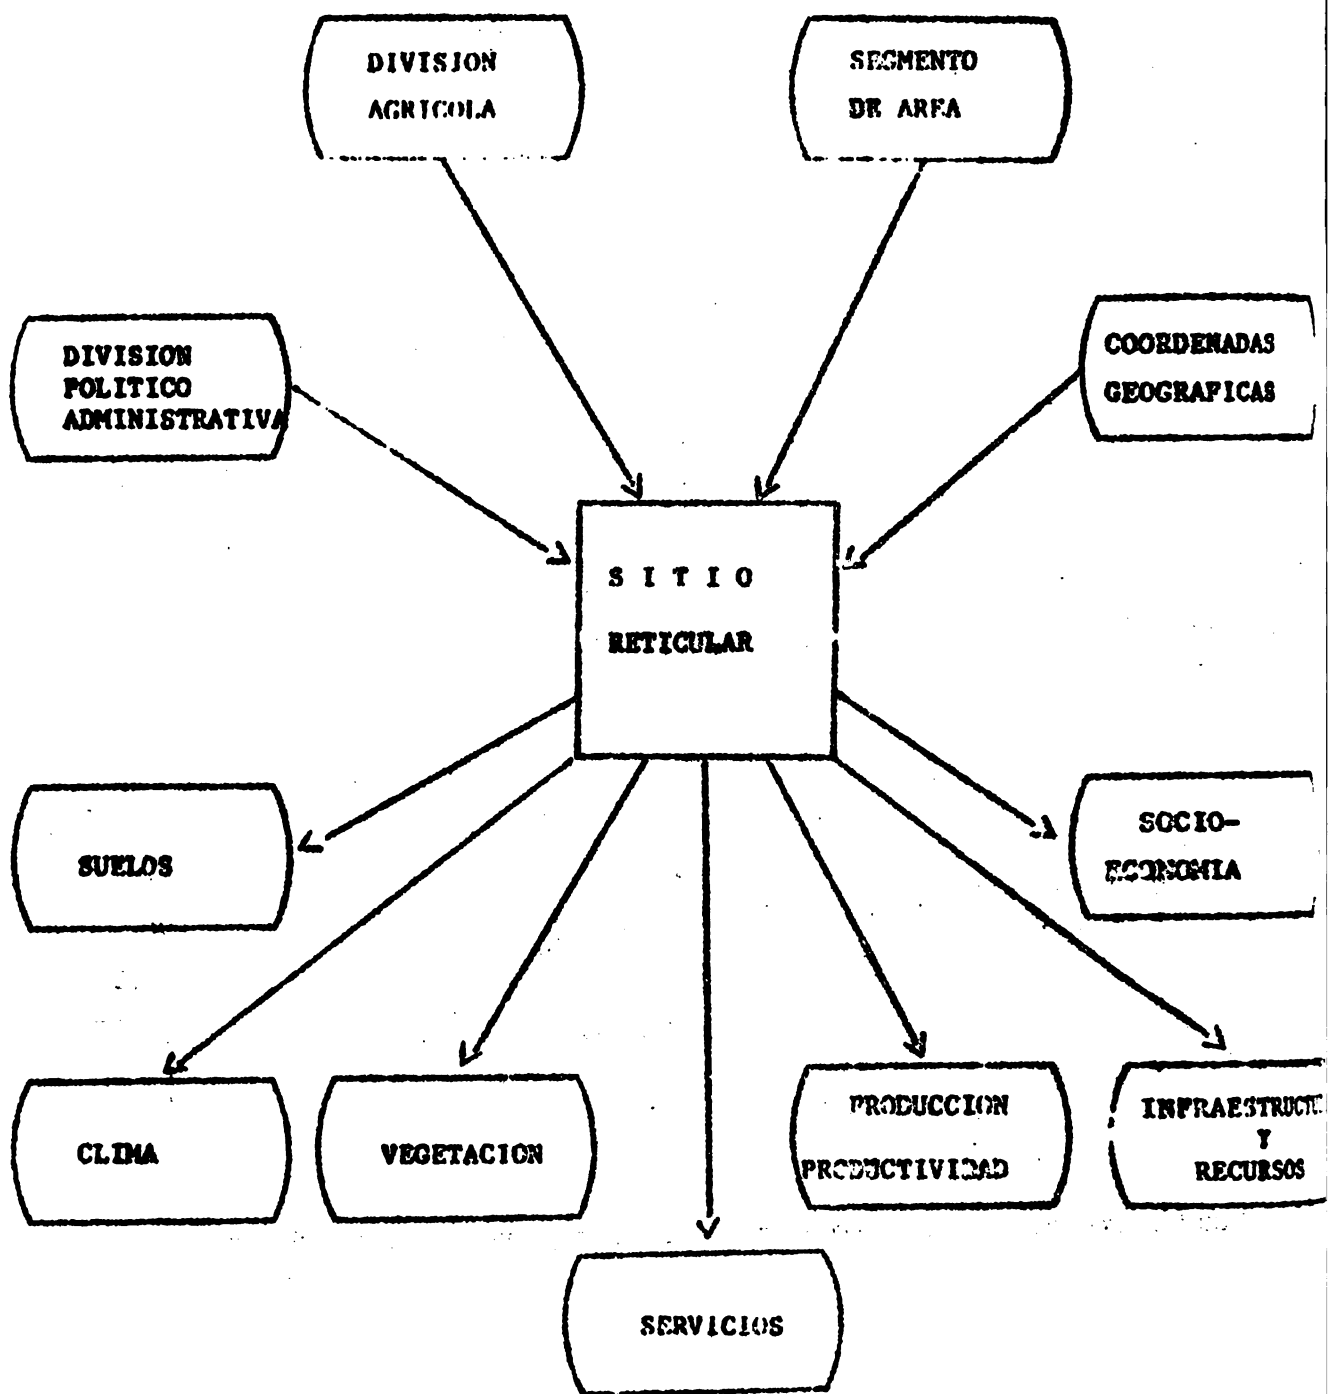 DIVISION
AGRICOLA
SEGMENTO
DE AREA
DIVISION
POLITICO
ADMINISTRATIVA
COORDENADAS
GEOGRAFICAS
S I T I O
RETICULAR
SUELOS
SOCIO-
ECONOMIA
CLIMA
VEGETACION
PRODUCCION
PRODUCTIVIDAD
Y
RECURSOS
SERVICIOS